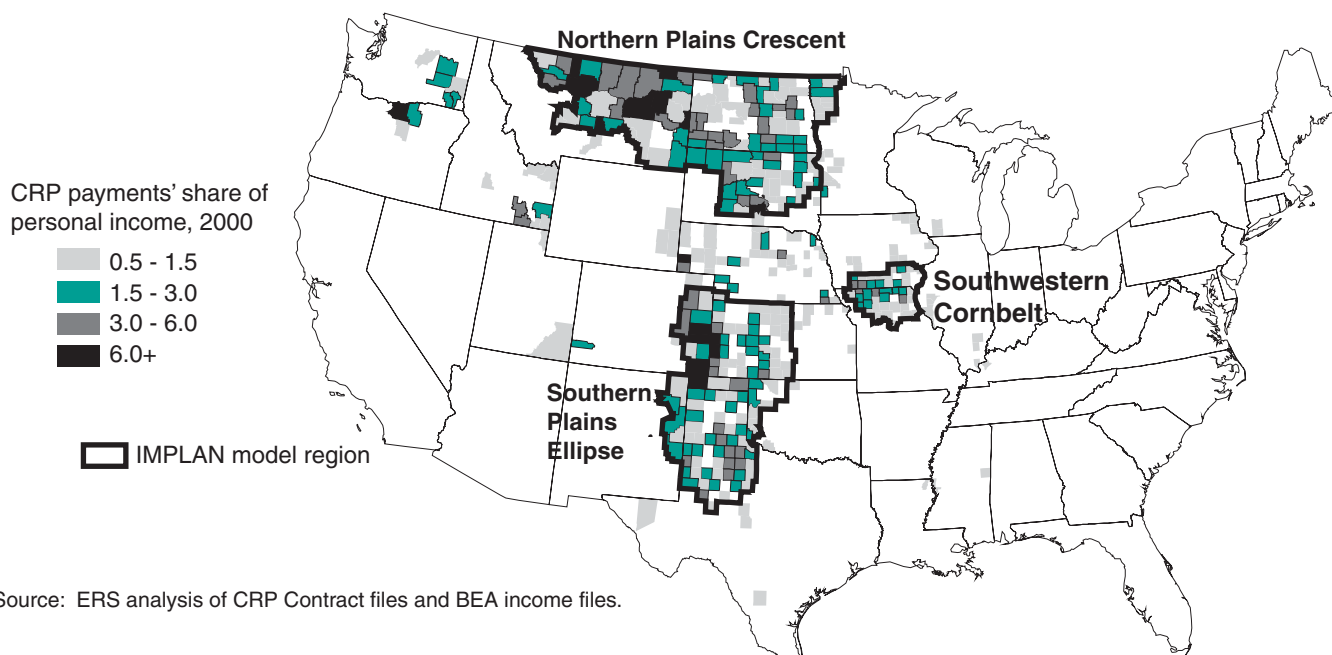 Northern Plains Crescent
CRP payments' share of
personal income, 2000
0.5 - 1.5
1.5 - 3.0
3.0 - 6.0
6.0+
IMPLAN model region
Southwestern
Cornbelt
Southern
Plains
Ellipse
Source: ERS analysis of CRP Contract files and BEA income files.